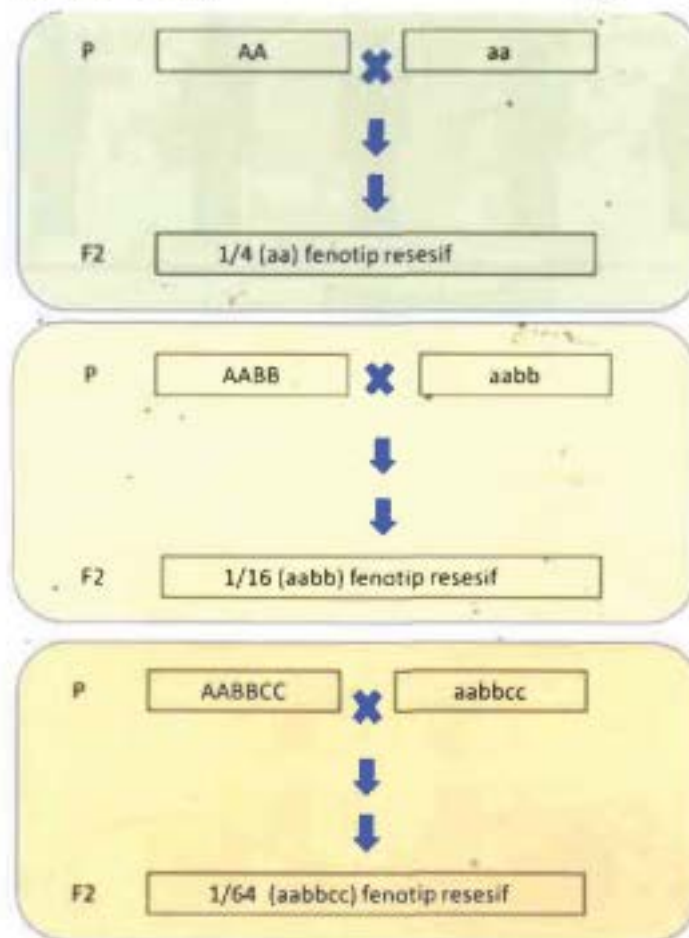 P AA aa
F2 1/4 (aa) fenotip resesif
P AABB aabb
F2 1/16 (aabb) fenotip resesif
P AABBCC aabbcc
F2 1/64 (aabbcc) fenotip resesif